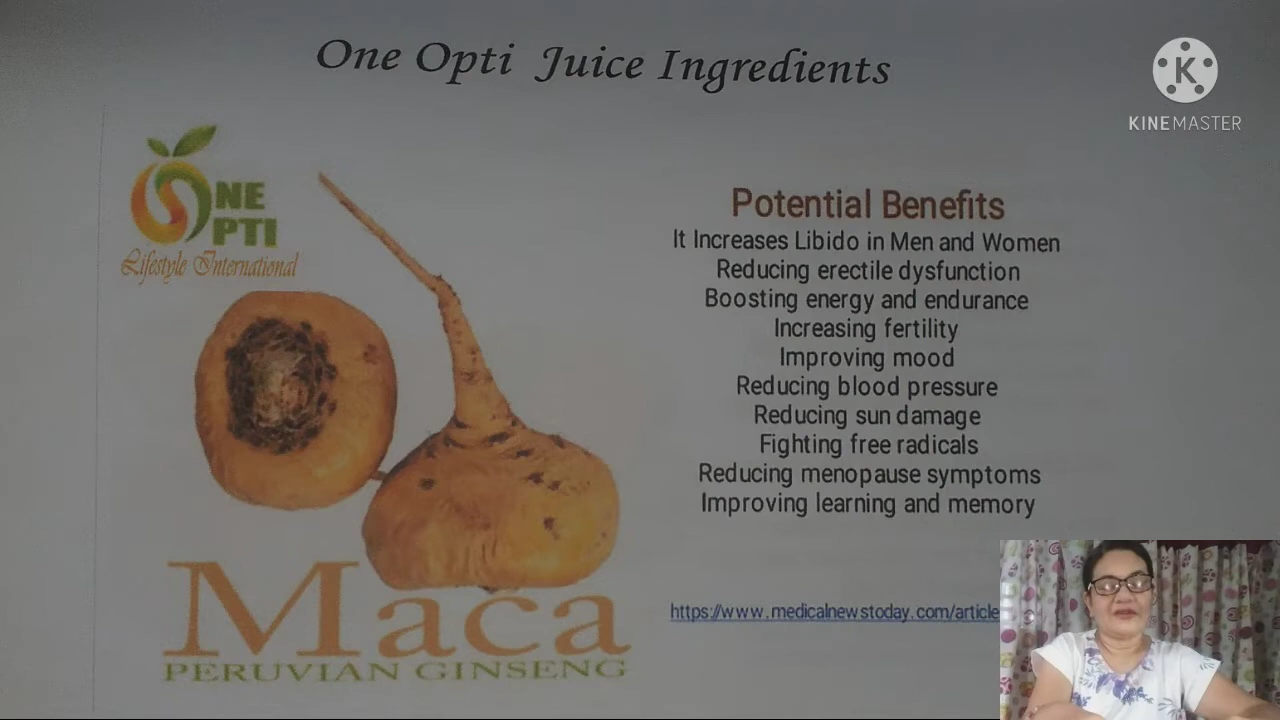 One Opti Juice Ingredients
KINEMASTER
ONE
OPTI
Lifestyle International
Potential Benefits
It Increases Libido in Men and Women
Reducing erectile dysfunction
Boosting energy and endurance
Increasing fertility
Improving mood
Reducing blood pressure
Reducing sun damage
Fighting free radicals
Reducing menopause symptoms
Improving learning and memory
https://www.medicalnewstoday.com/article
Maca
PERUVIAN GINSENG